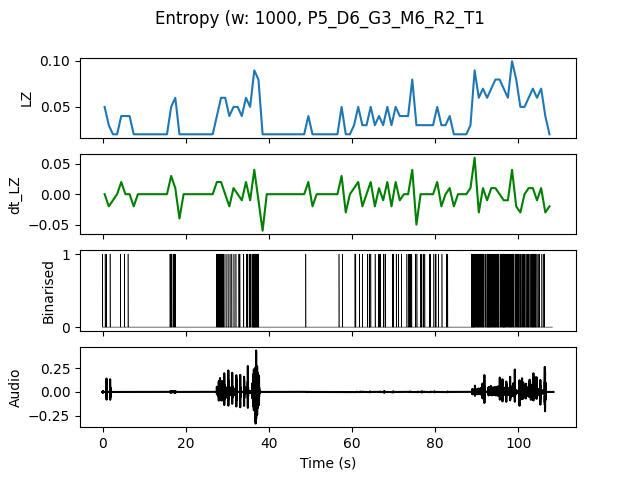 Entropy (w: 1000, P5_D6_G3_M6_R2_T1
0.10
0.05
LZ
0.05
0.00
−0.05
dt_LZ
1
0
Binarised
0.25
0.00
−0.25
Audio
0 20 40 60 80 100
Time (s)